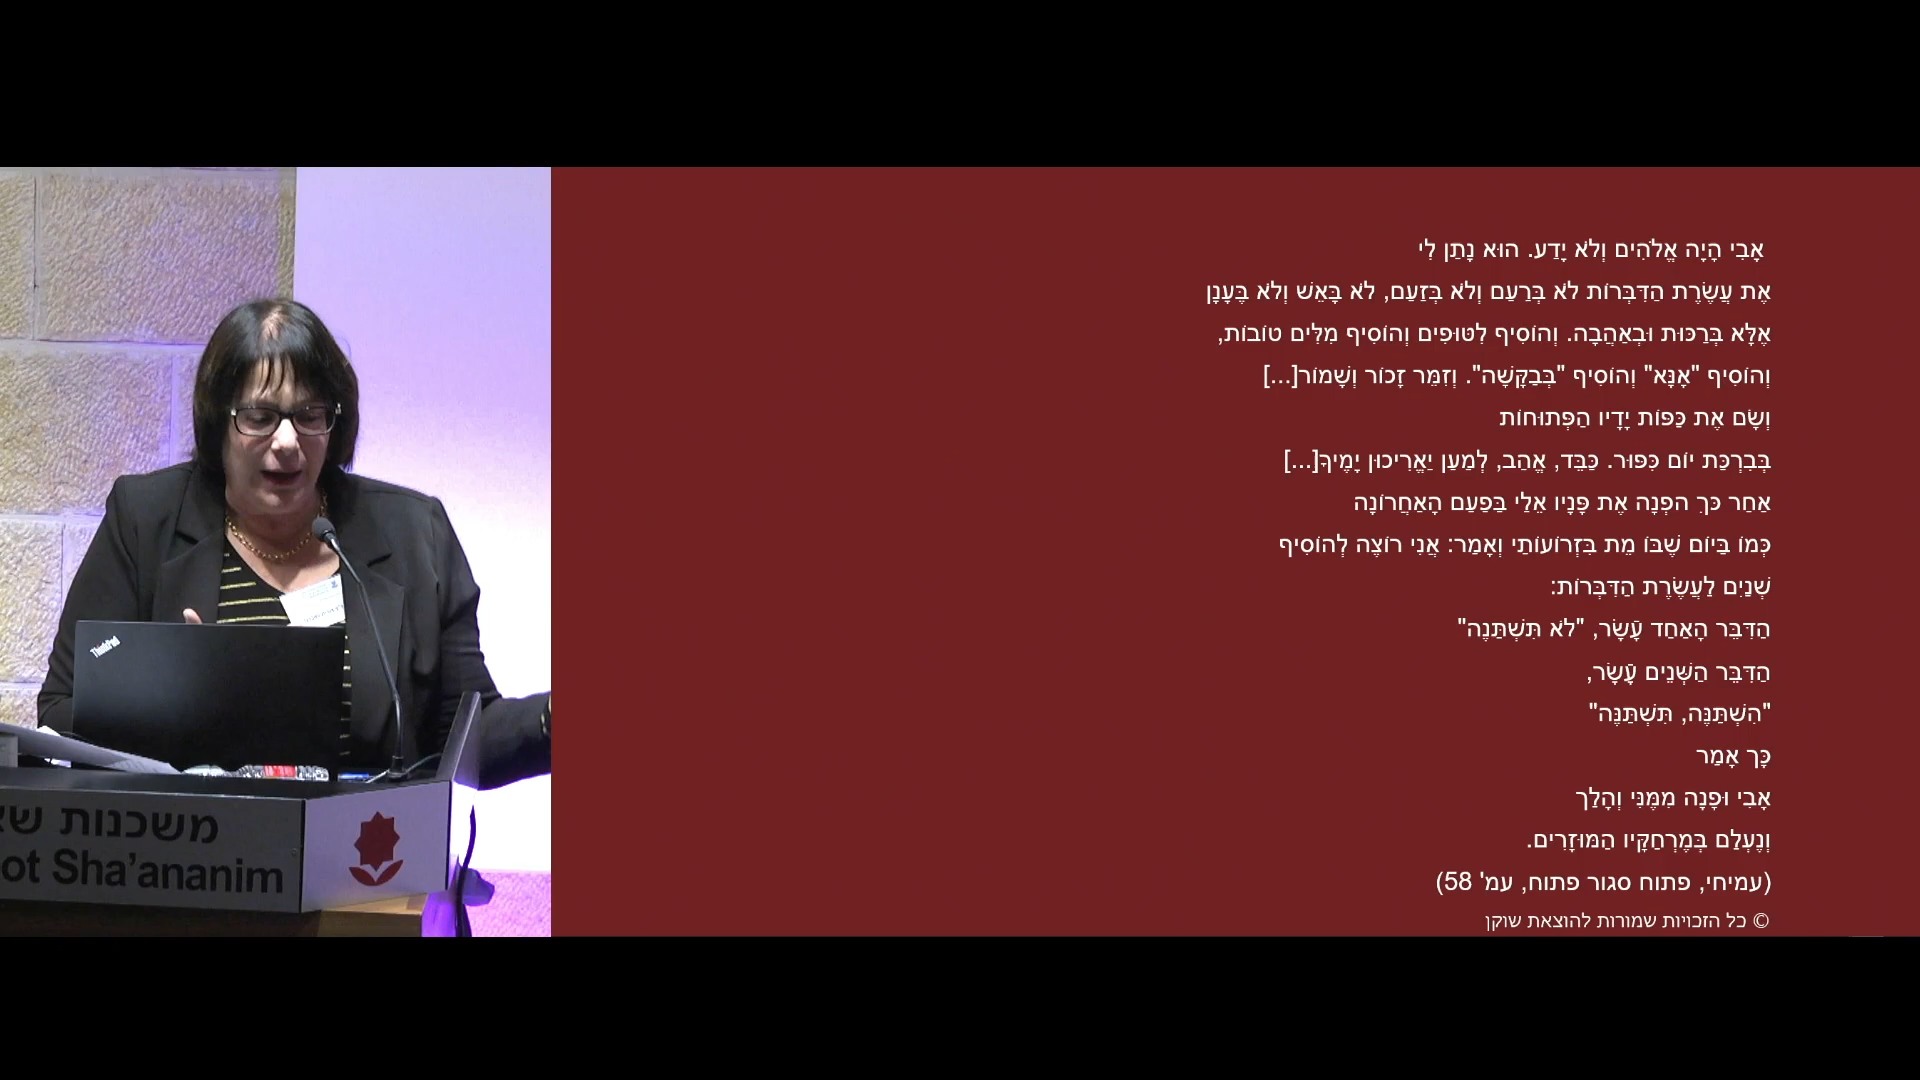 אָבִי הָיָה אֱלֹהִים וְלֹא יָדַע. הוּא נָתַן לִי
אֶת עֲשֶׂרֶת הַדִּבְּרוֹת לֹא בְּרַעַם וְלֹא בְּזַעַם, לֹא בָּאֵשׁ וְלֹא בֶּעָנָן
אֶלָּא בְּרַכּוּת וּבְאַהֲבָה. וְהוֹסִיף לִטּוּפִים וְהוֹסִיף מִלִּים טוֹבוֹת,
וְהוֹסִיף "אָנָּא" וְהוֹסִיף "בְּבַקָּשָׁה". וְזִמֵּר זָכוֹר וְשָׁמוֹר[...]
וְשָׂם אֶת כַּפּוֹת יָדָיו הַפְּתוּחוֹת
בְּבִרְכַּת יוֹם כִּפּוּר. כַּבֵּד, אֱהַב, לְמַעַן יַאֲרִיכוּן יָמֶיךָ[...]
אַחַר כּךְ הִפְנָה אֶת פָּנָיו אֵלַי בַּפַעַם הָאַחֲרוֹנָה
כְּמוֹ בַּיּוֹם שֶׁבּוֹ מֵת בִּזְרוֹעוֹתַי וְאָמַר: אֲנִי רוֹצֶה לְהוֹסִיף
שְׁנַיִם לַעֲשֶׂרֶת הַדִּבְּרוֹת:
הַדִּבֵּר הָאַחַד עָשָׂר, "לֹא תִּשְׁתַּנֶה"
הַדִּבֵּר הַשְּׁנֵים עָשָׂר,
"הִשְׁתַּנֶּה, תִּשְׁתַּנֶּה"
כָּךְ אָמַר
אָבִי וּפָנָה מִמֶּנִּי וְהָלַךְ
וְנֶעְלַם בְּמֶרְחַקָּיו הַמּוּזָרִים.
(עמיחי, פתוח סגור פתוח, עמ' 58)
© כל הזכויות שמורות להוצאת שוקן
ThinkPad
משכנות שא
ot Sha'ananim